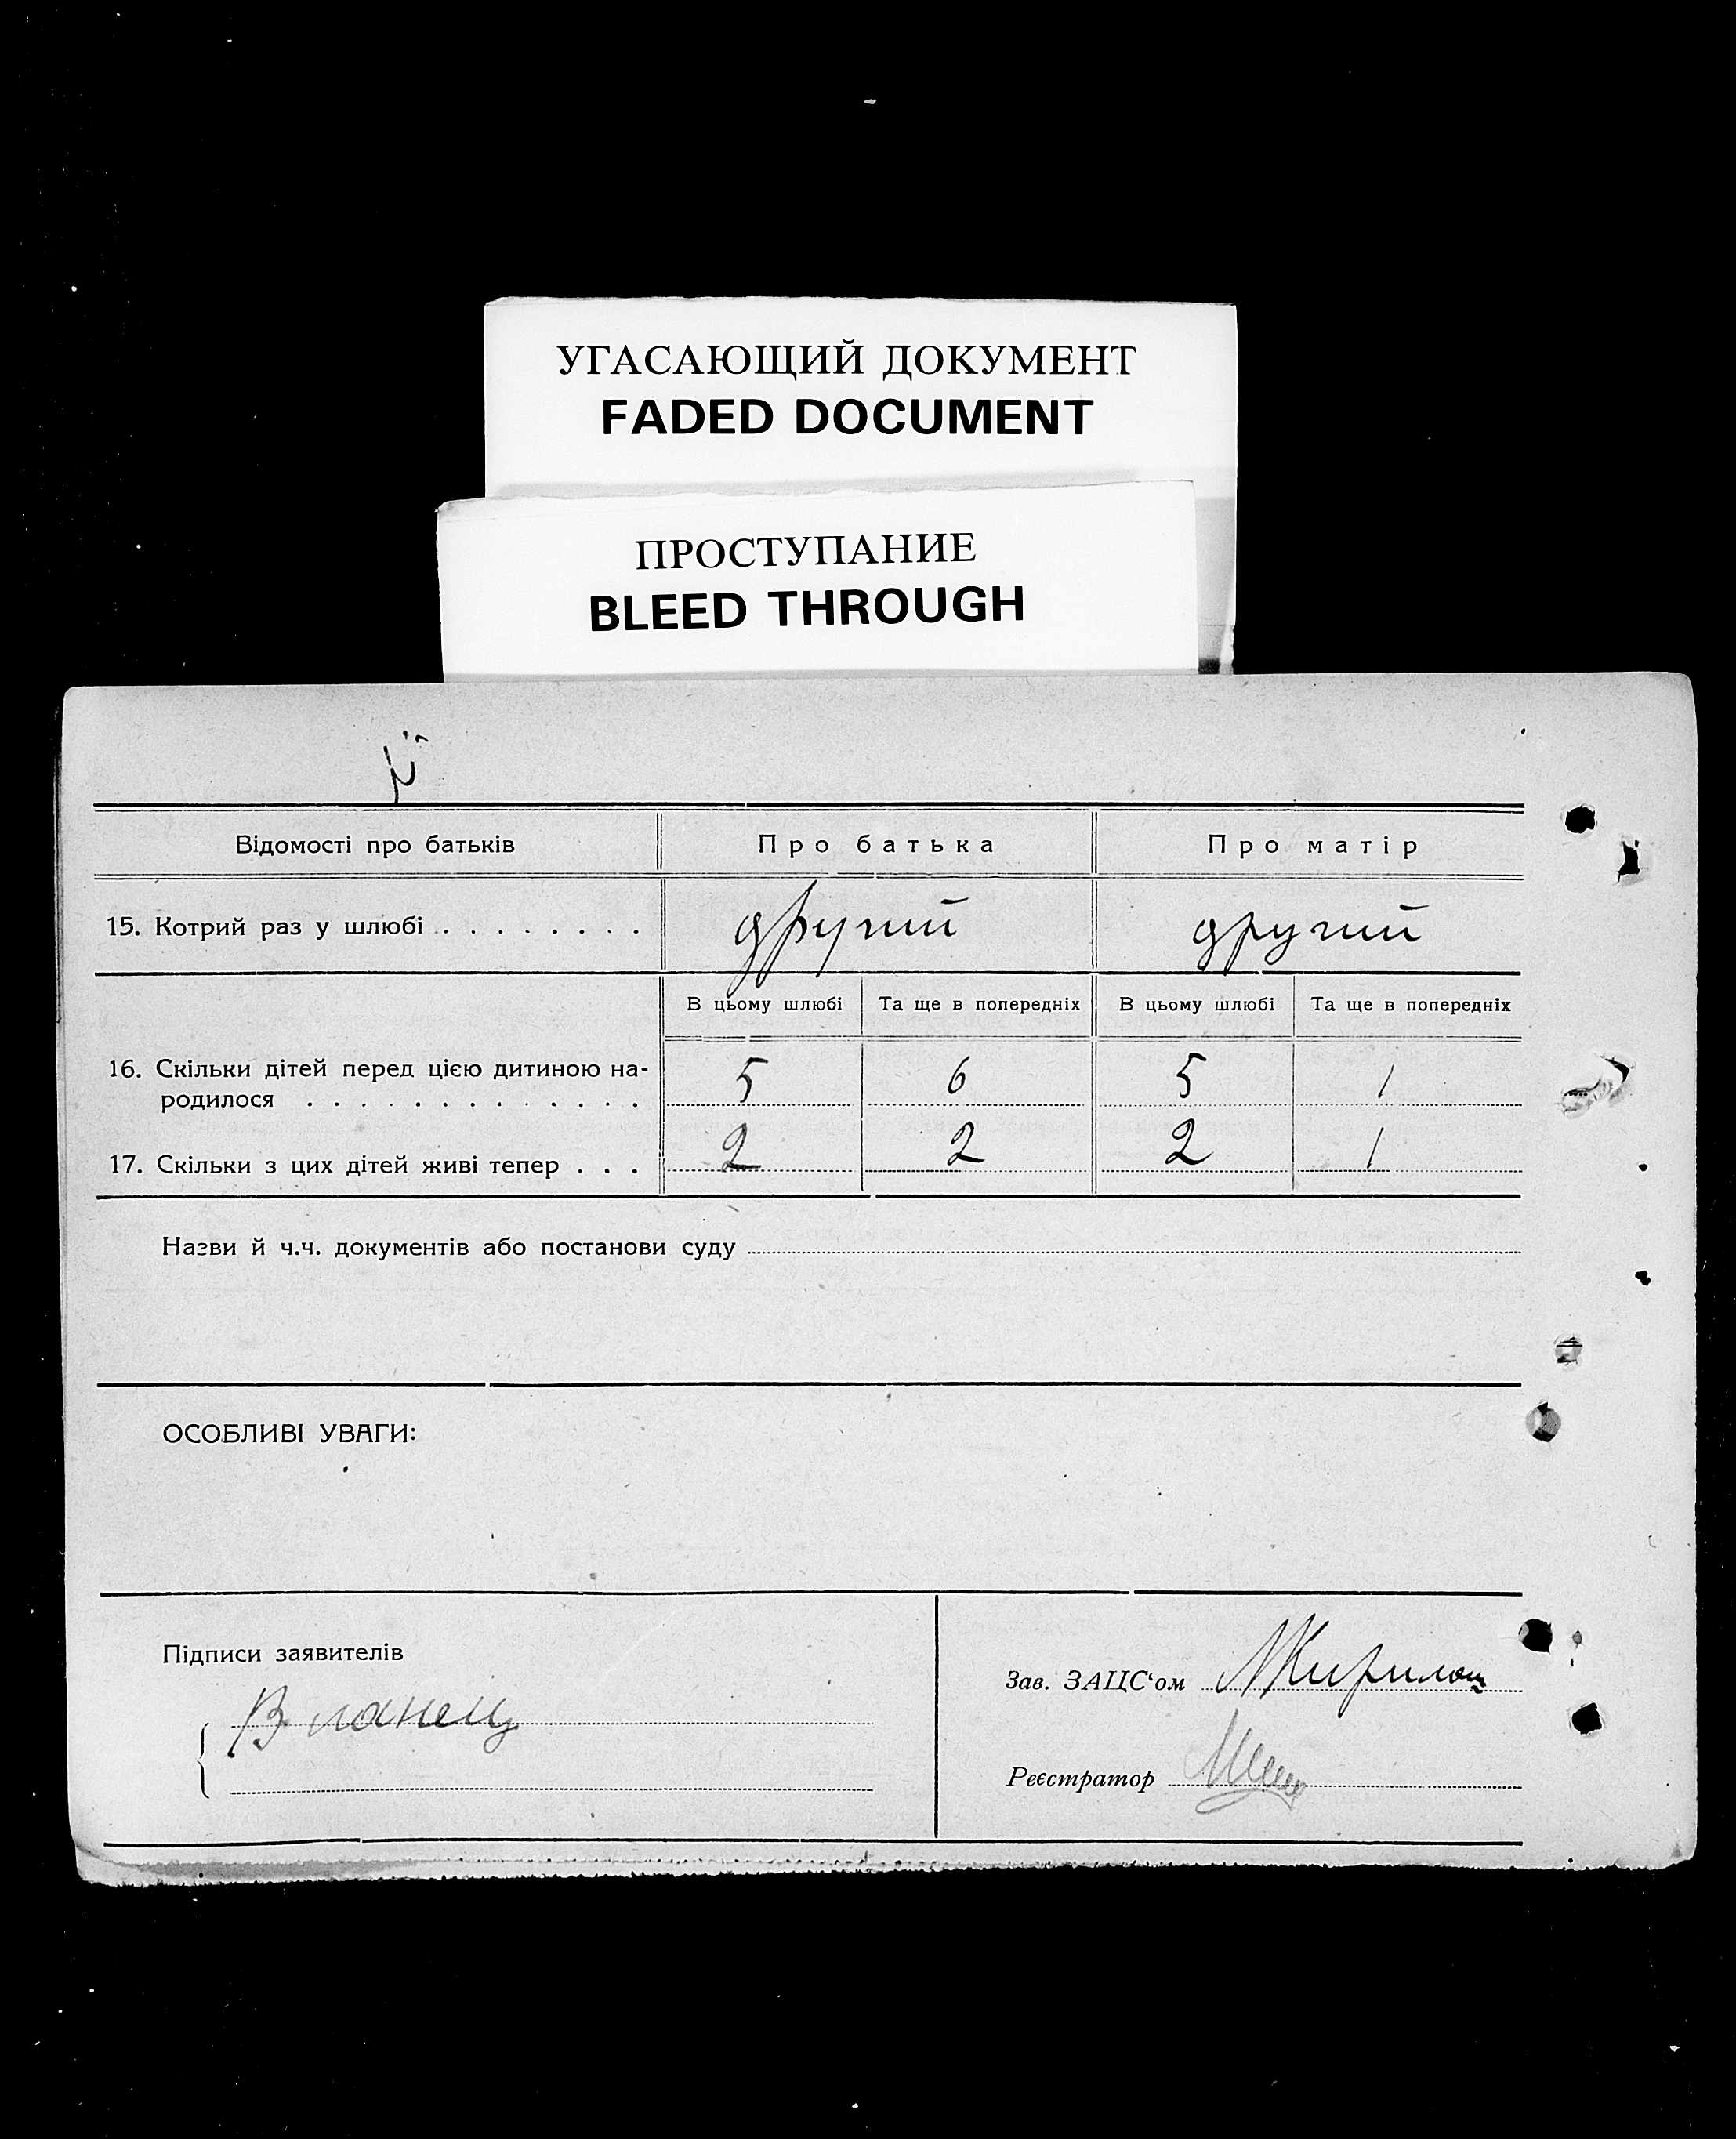 УГАСАЮЩИЙ ДОКУМЕНТ
FADED DOCUMENT
ПРОСТУПАНИЕ
BLEED THROUGH
Відомості про батьків Про батька Про матір
15. Котрий раз у шлюбі . . . . . . . . другий другий
В цьому шлюбі Та ще в попередніх В цьому шлюбі Та ще в попередніх
16. Скільки дітей перед цією дитиною на-
родилося . . . . . . . . . . . . . . 5 6 5 1
17. Скільки з цих дітей живі тепер . . . 2 2 2 1
Назви й ч.ч. документів або постанови суду
ОСОБЛИВІ УВАГИ:
Підписи заявителів
Зав. ЗАЦС'ом
Реєстратор